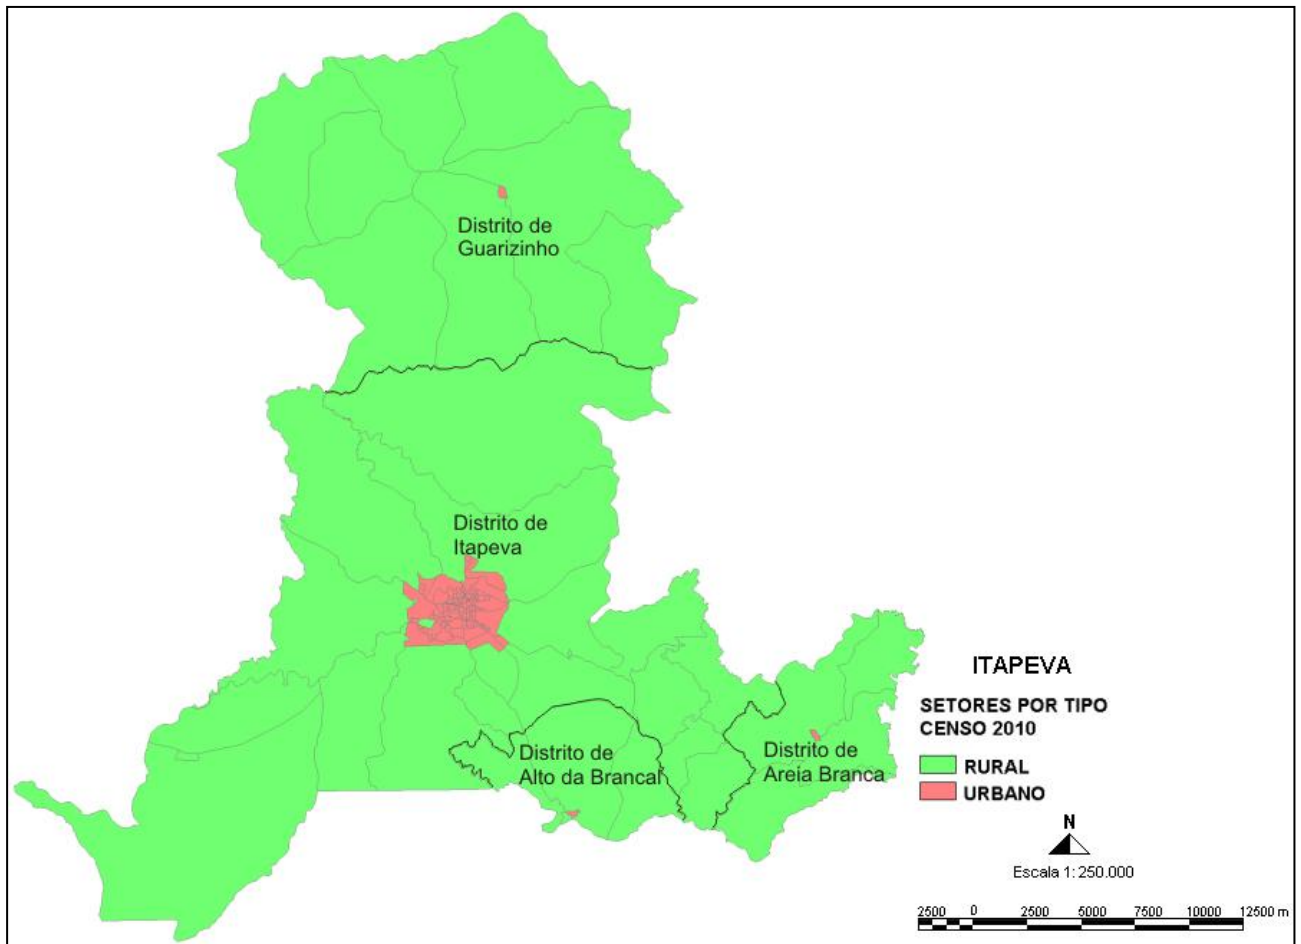 Distrito de
Guarizinho
Distrito de
Itapeva
Distrito de
Alto da Brancal
Distrito de
Areia Branca
ITAPEVA
SETORES POR TIPO
CENSO 2010
RURAL
URBANO
N
Escala 1: 250.000
2500 0 2500 5000 7500 10000 12500 m